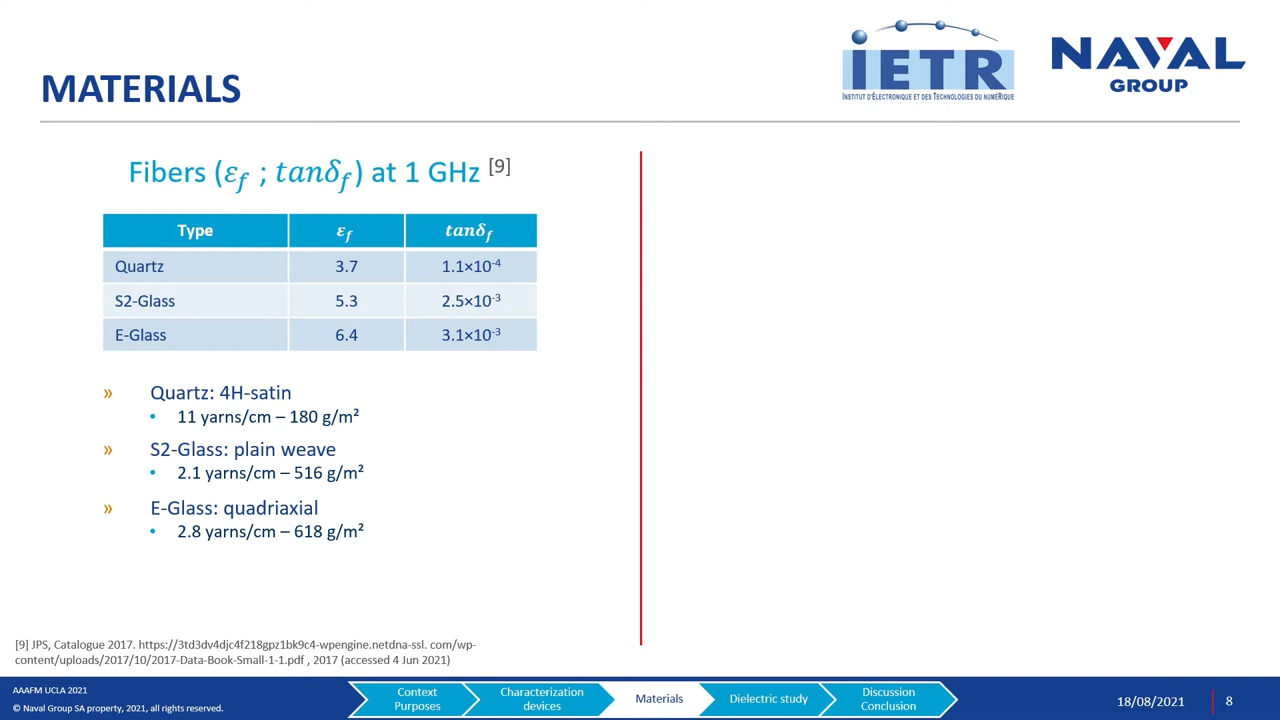 MATERIALS
iETR
INSTITUT D'ÉLECTRONIQUE ET DES TECHNOLOGIES DU NUMÉRIQUE
NAVAL
GROUP
Fibers (εf ; tanδf) at 1 GHz [9]
Type εf tanδf
Quartz 3.7 1.1×10⁻⁴
S2-Glass 5.3 2.5×10⁻³
E-Glass 6.4 3.1×10⁻³
» Quartz: 4H-satin
• 11 yarns/cm – 180 g/m²
» S2-Glass: plain weave
• 2.1 yarns/cm – 516 g/m²
» E-Glass: quadriaxial
• 2.8 yarns/cm – 618 g/m²
[9] JPS, Catalogue 2017. https://3td3dv4djc4f218gpz1bk9c4-wpengine.netdna-ssl. com/wp-
content/uploads/2017/10/2017-Data-Book-Small-1-1.pdf , 2017 (accessed 4 Jun 2021)
AAAFM UCLA 2021
© Naval Group SA property, 2021, all rights reserved.
Context
Purposes
Characterization
devices
Materials
Dielectric study
Discussion
Conclusion
18/08/2021
8